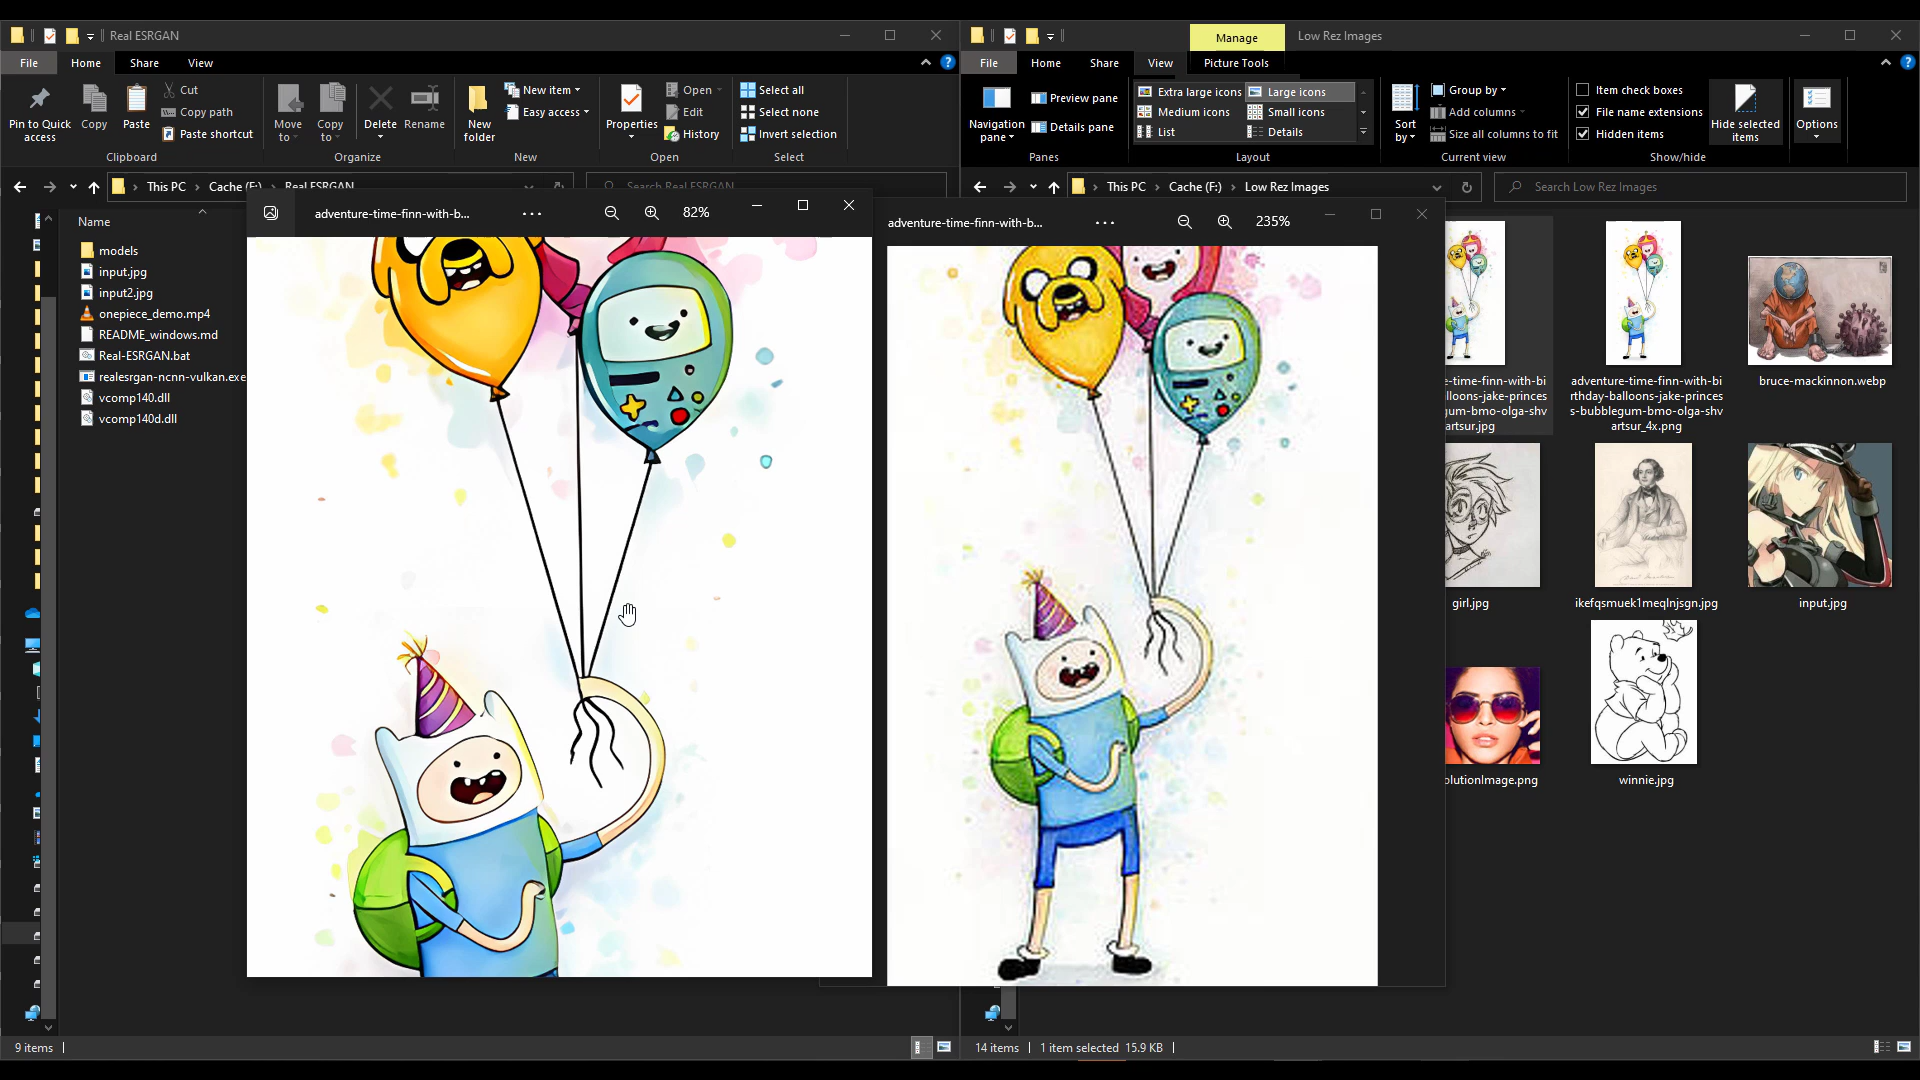 Real ESRGAN
File Home Share View
Pin to Quick access
Copy
Paste
Cut
Copy path
Paste shortcut
Clipboard
Move to
Copy to
Delete
Rename
Organize
New folder
New item
Easy access
New
Properties
Open
Edit
History
Open
Select all
Select none
Invert selection
Select
This PC Cache (F:) Real ESRGAN
Search Real ESRGAN
Name
models
input.jpg
input2.jpg
onepiece_demo.mp4
README_windows.md
Real-ESRGAN.bat
realesrgan-ncnn-vulkan.exe
vcomp140.dll
vcomp140d.dll
9 items
adventure-time-finn-with-b...
82%
adventure-time-finn-with-b...
235%
Manage
Low Rez Images
File Home Share View Picture Tools
Navigation pane
Preview pane
Details pane
Panes
Extra large icons
Large icons
Medium icons
Small icons
List
Details
Layout
Sort by
Group by
Add columns
Size all columns to fit
Current view
Item check boxes
File name extensions
Hidden items
Hide selected items
Show/hide
Options
This PC Cache (F:) Low Rez Images
Search Low Rez Images
e-time-finn-with-bi
lloons-jake-princes
gum-bmo-olga-shv
artsur.jpg
adventure-time-finn-with-bi
rthday-balloons-jake-princes
s-bubblegum-bmo-olga-shv
artsur_4x.png
bruce-mackinnon.webp
girl.jpg
ikefqsmuek1meqlnjsgn.jpg
input.jpg
olutionImage.png
winnie.jpg
14 items
1 item selected 15.9 KB